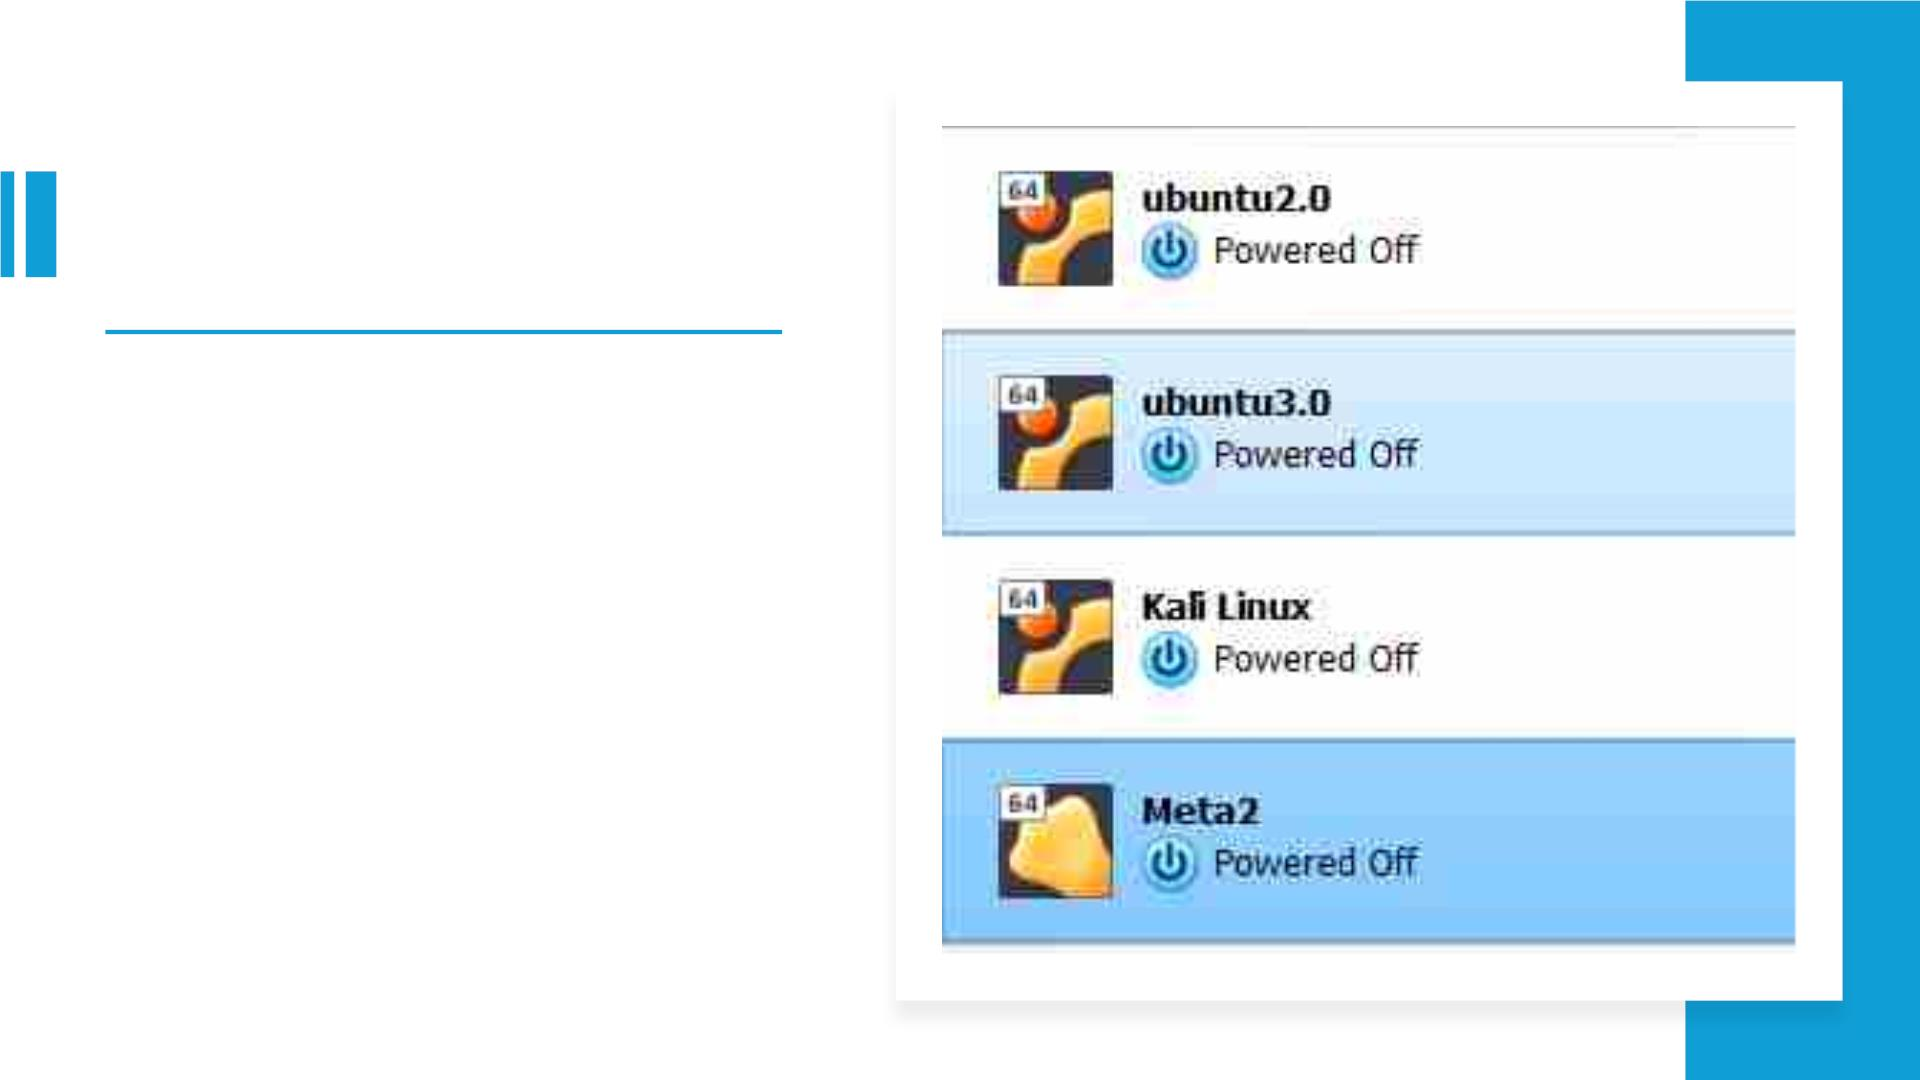 64
ubuntu2.0
Powered Off
64
ubuntu3.0
Powered Off
64
Kali Linux
Powered Off
64
Meta2
Powered Off